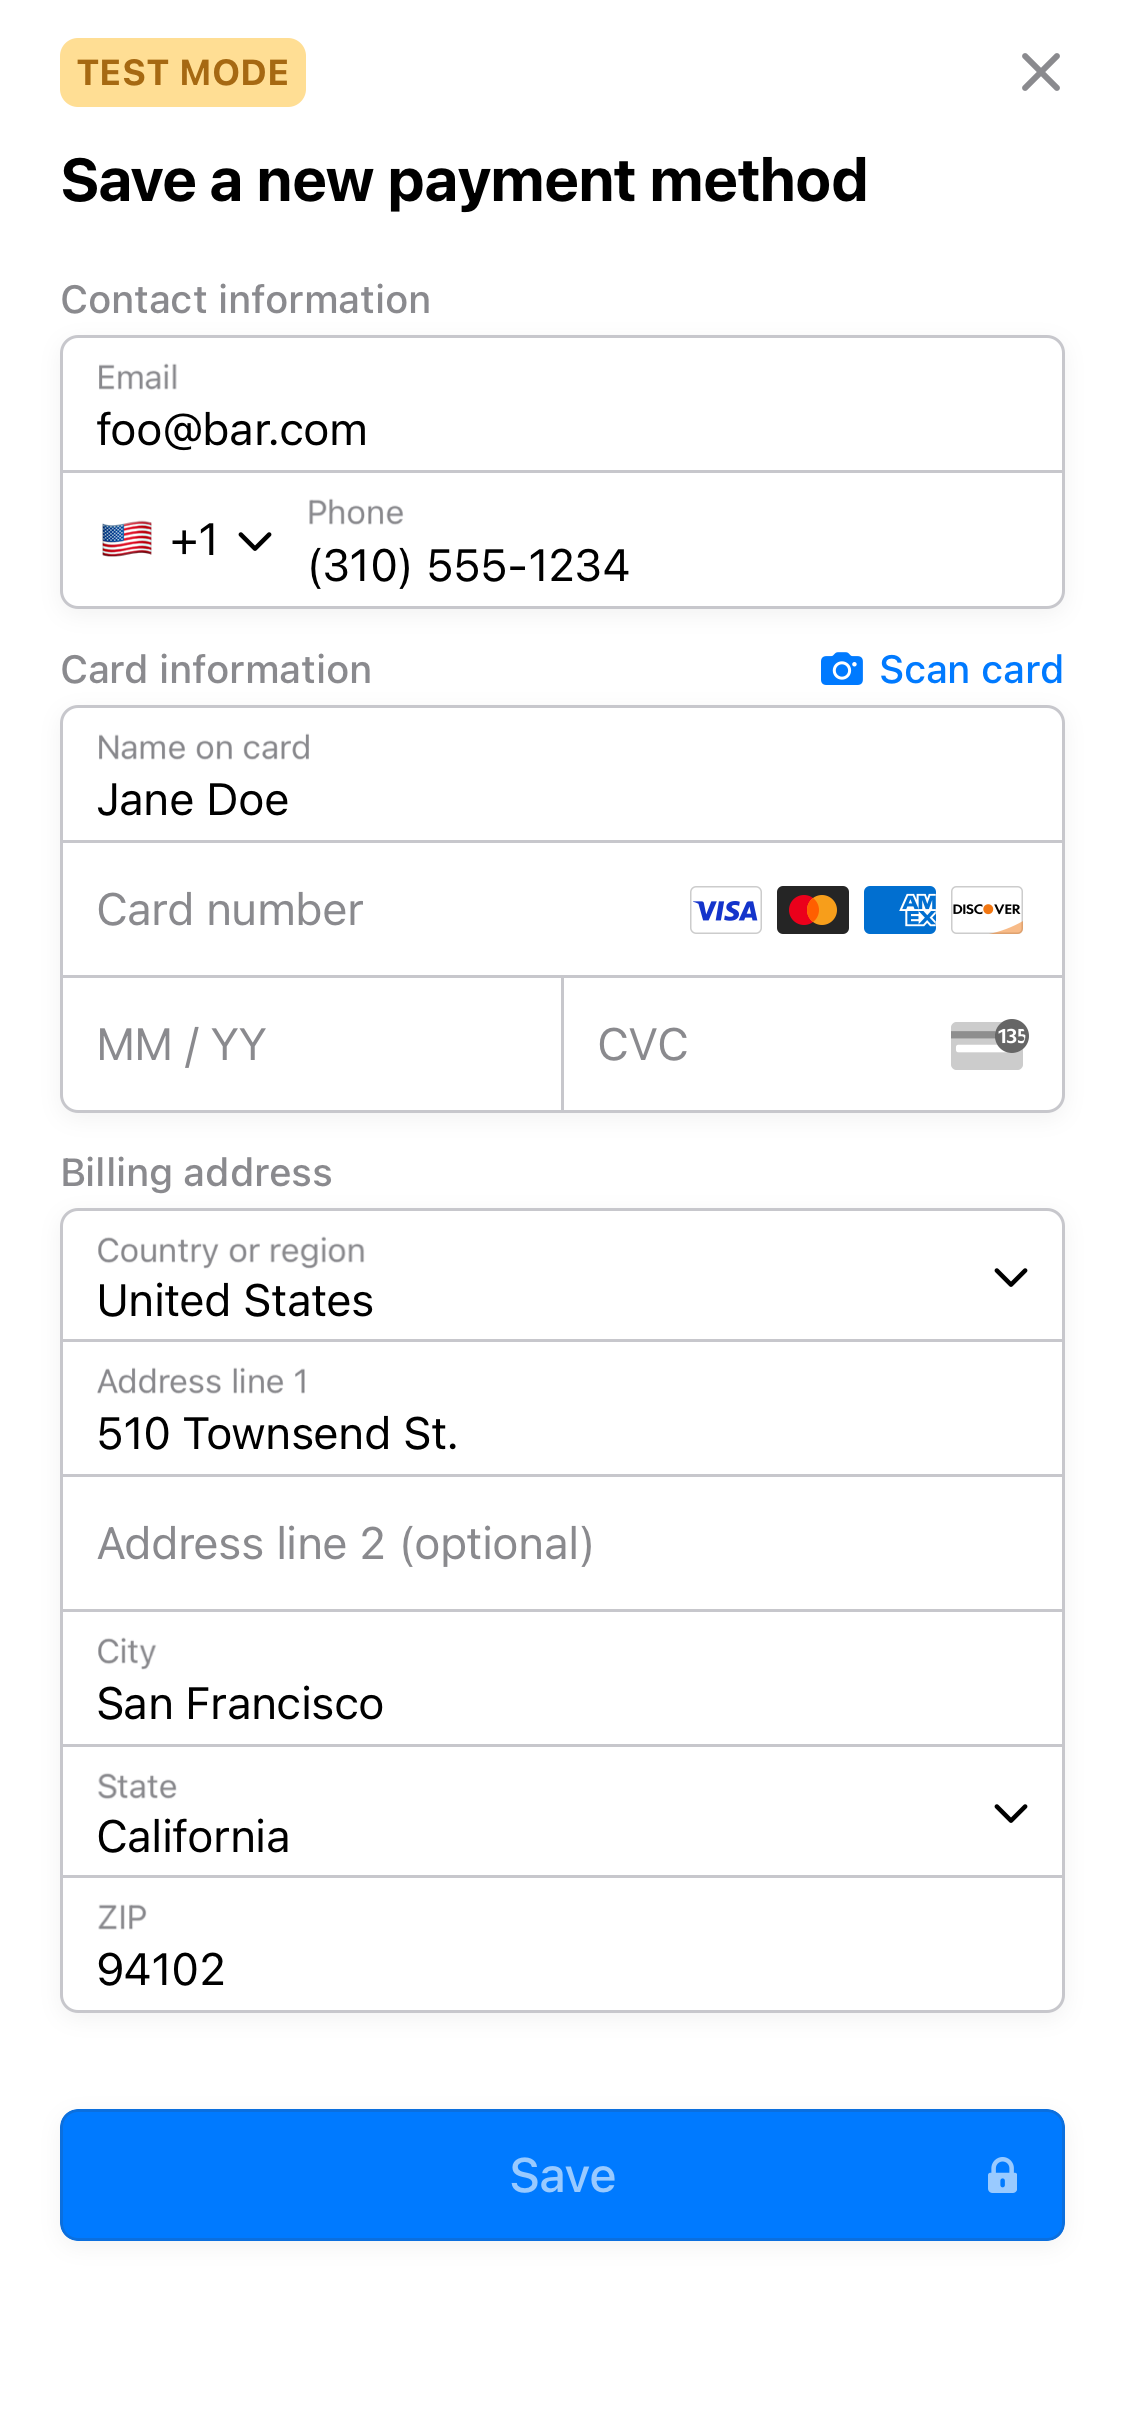 TEST MODE
Save a new payment method
Contact information
Email
foo@bar.com
+1
Phone
(310) 555-1234
Card information
Scan card
Name on card
Jane Doe
Card number
VISA
AM
EX
DISCOVER
MM / YY
CVC
135
Billing address
Country or region
United States
Address line 1
510 Townsend St.
Address line 2 (optional)
City
San Francisco
State
California
ZIP
94102
Save